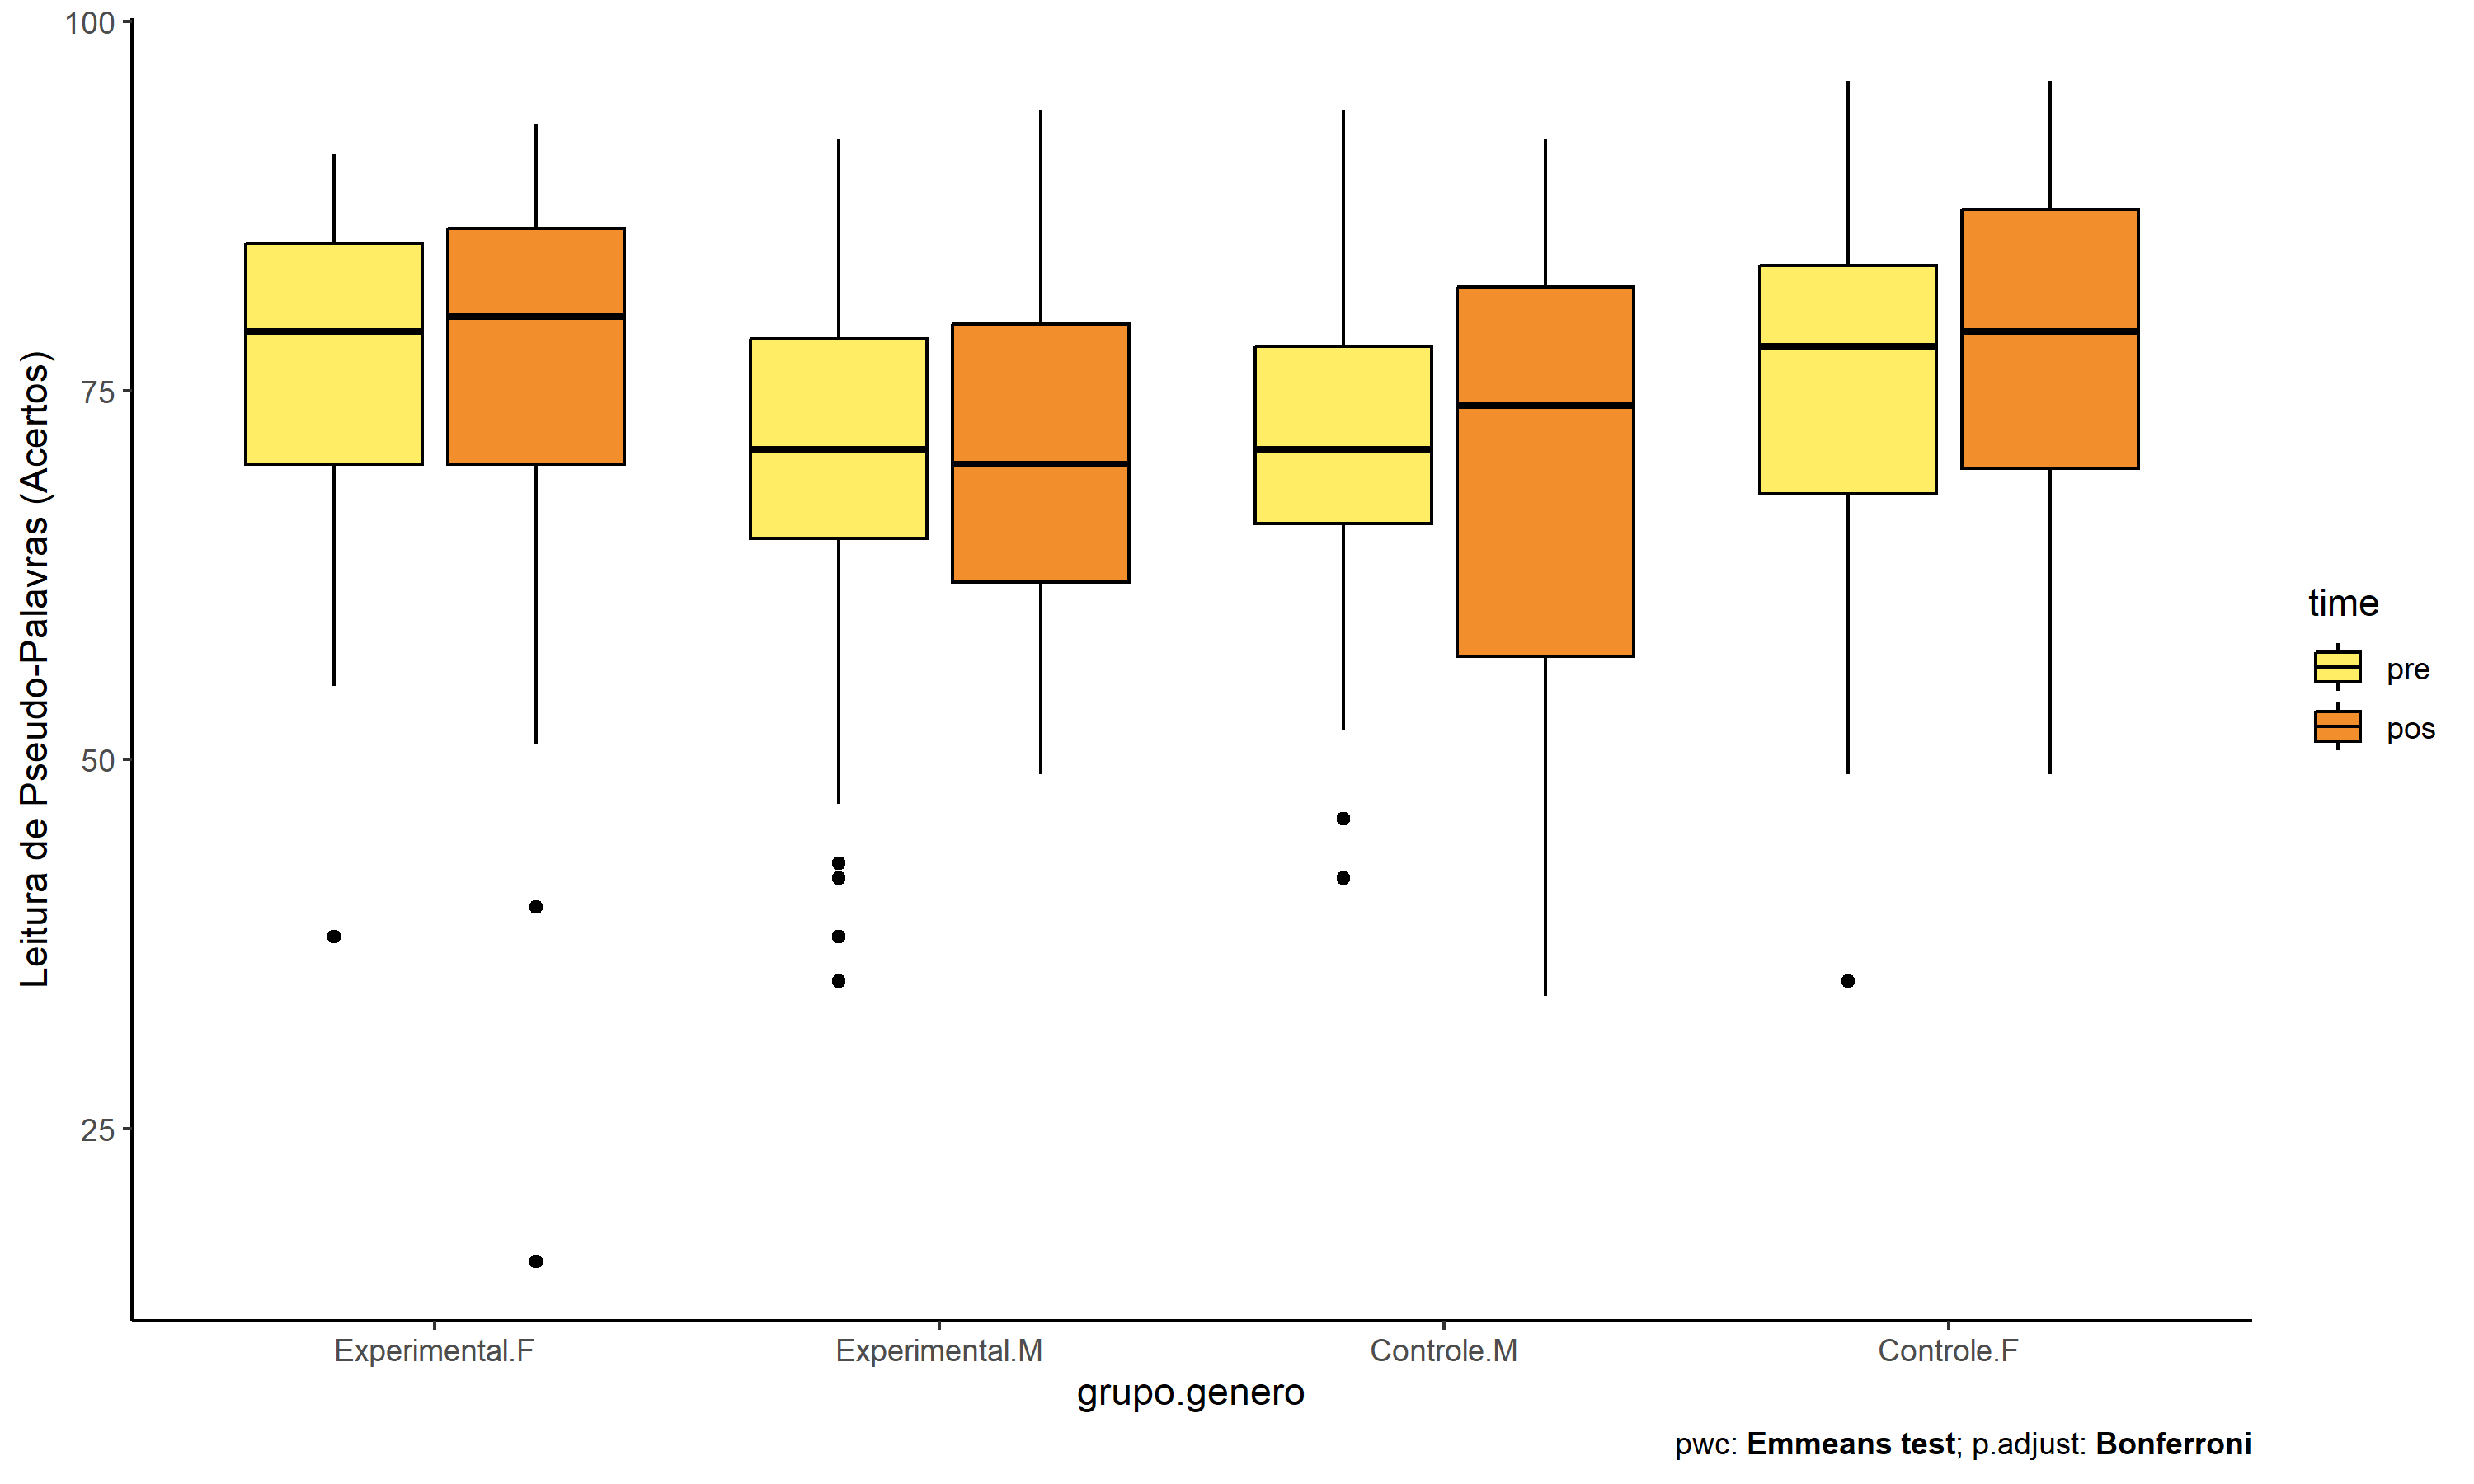 Leitura de Pseudo-Palavras (Acertos)
100
75
50
25
Experimental.F
Experimental.M
Controle.M
Controle.F
grupo.genero
time
pre
pos
pwc: Emmeans test; p.adjust: Bonferroni